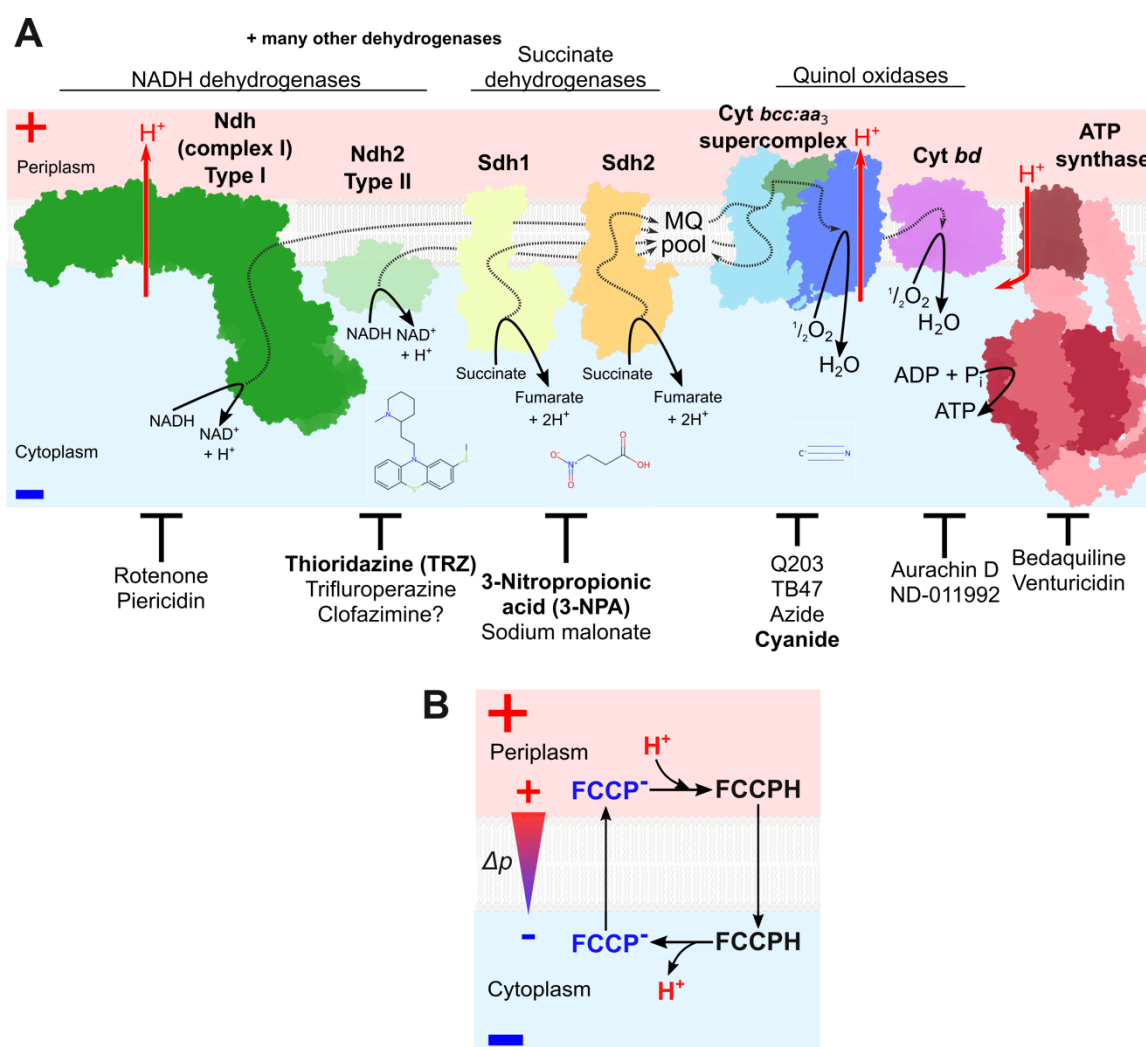 A
+ many other dehydrogenases
NADH dehydrogenases
Succinate
dehydrogenases
Quinol oxidases
+
Periplasm
H⁺
Ndh
(complex I)
Type I
Ndh2
Type II
Sdh1
Sdh2
Cyt bcc:aa₃
supercomplex
H⁺
Cyt bd
H⁺
ATP
synthase
MQ
pool
NADH
NAD⁺
+ H⁺
NADH
NAD⁺
+ H⁺
Succinate
Fumarate
+ 2H⁺
Succinate
Fumarate
+ 2H⁺
¹/₂O₂
H₂O
¹/₂O₂
H₂O
ADP + Pᵢ
ATP
Cytoplasm
-
N
N
S
S
O⁻
N⁺
O
O
OH
C⁻
N
Rotenone
Piericidin
Thioridazine (TRZ)
Trifluroperazine
Clofazimine?
3-Nitropropionic
acid (3-NPA)
Sodium malonate
Q203
TB47
Azide
Cyanide
Aurachin D
ND-011992
Bedaquiline
Venturicidin
B
+
Periplasm
H⁺
+
FCCP⁻
FCCPH
Δp
-
FCCP⁻
FCCPH
H⁺
Cytoplasm
-